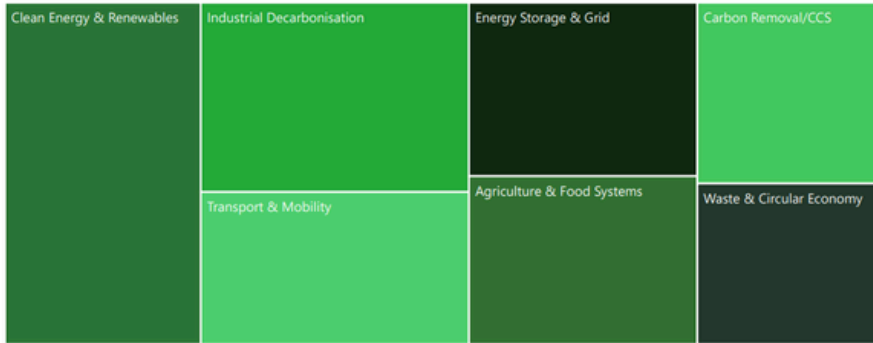 Clean Energy & Renewables
Industrial Decarbonisation
Transport & Mobility
Energy Storage & Grid
Agriculture & Food Systems
Carbon Removal/CCS
Waste & Circular Economy